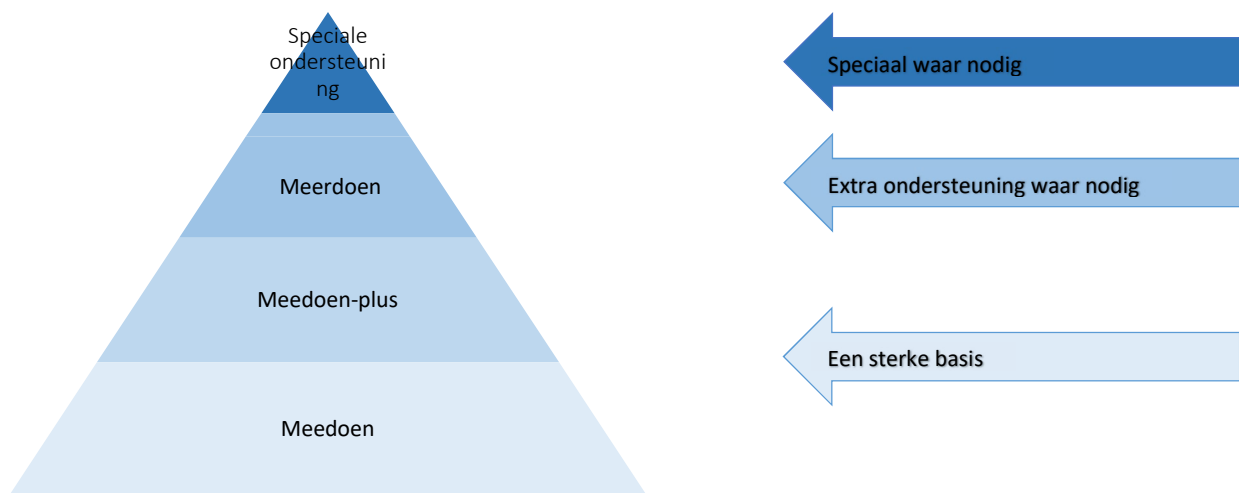 Speciale
ondersteuni
ng
Speciaal waar nodig
Meerdoen
Extra ondersteuning waar nodig
Meedoen-plus
Een sterke basis
Meedoen